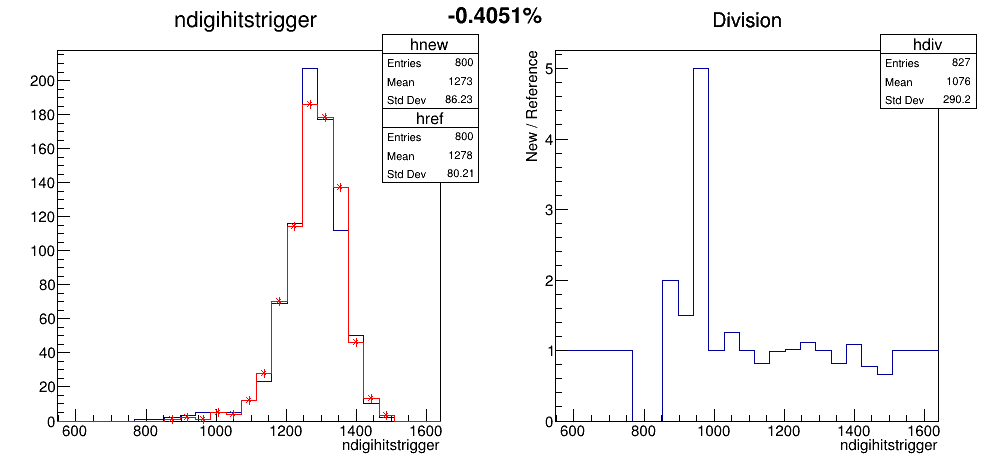 ndigihitstrigger
-0.4051%
Division
hnew
Entries 800
Mean 1273
Std Dev 86.23
href
Entries 800
Mean 1278
Std Dev 80.21
200
180
160
140
120
100
80
60
40
20
0
600 800 1000 1200 1400 1600
ndigihitstrigger
hdiv
Entries 827
Mean 1076
Std Dev 290.2
New / Reference
5
4
3
2
1
0
600 800 1000 1200 1400 1600
ndigihitstrigger